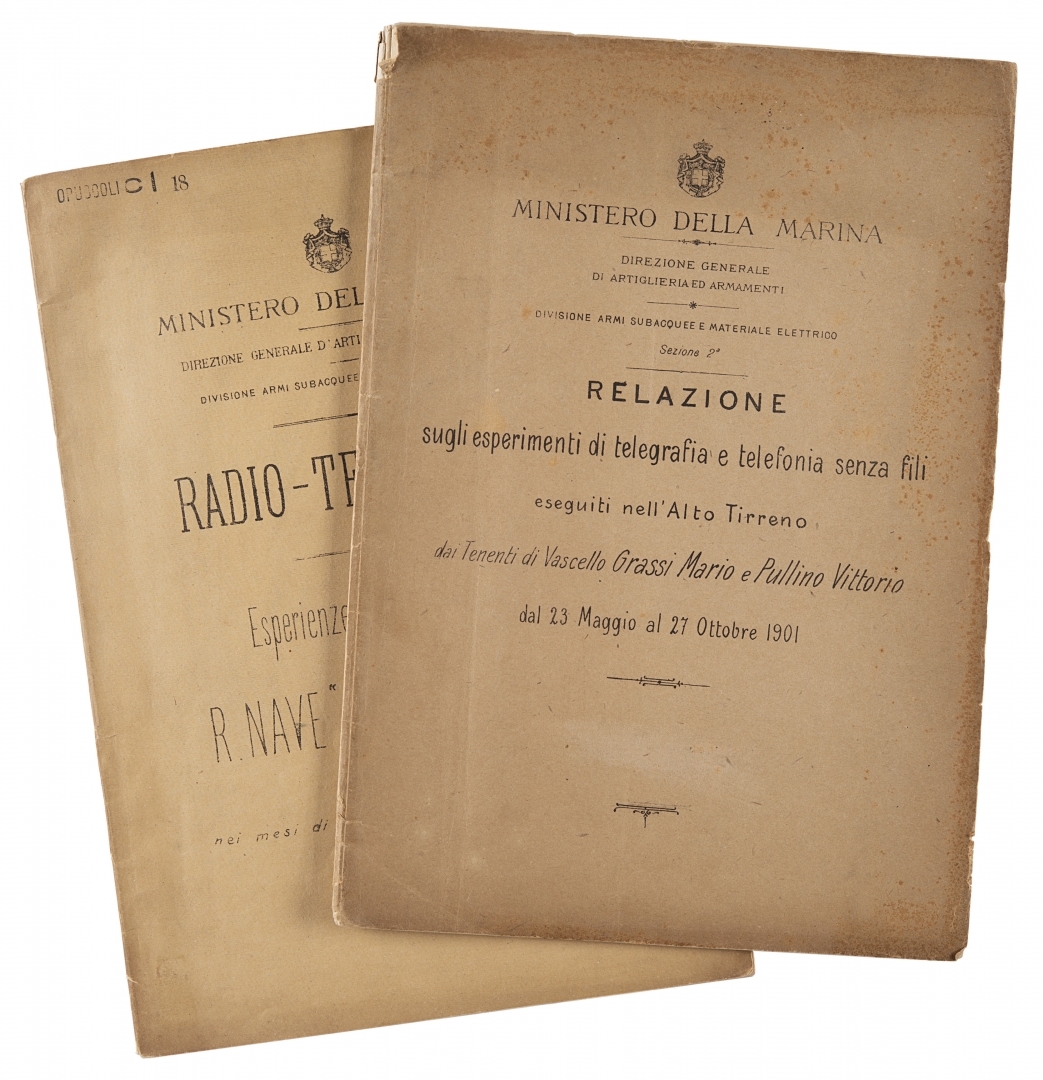 OPUSCOLI C I 18
MINISTERO DEL
DIREZIONE GENERALE D'ARTI
DIVISIONE ARMI SUBACQUEE
RADIO-TE
Esperienze
R. NAVE "
nei mesi di
MINISTERO DELLA MARINA
DIREZIONE GENERALE
DI ARTIGLIERIA ED ARMAMENTI
DIVISIONE ARMI SUBACQUEE E MATERIALE ELETTRICO
Sezione 2ª
RELAZIONE
sugli esperimenti di telegrafia e telefonia senza fili
eseguiti nell'Alto Tirreno
dai Tenenti di Vascello Grassi Mario e Pullino Vittorio
dal 23 Maggio al 27 Ottobre 1901